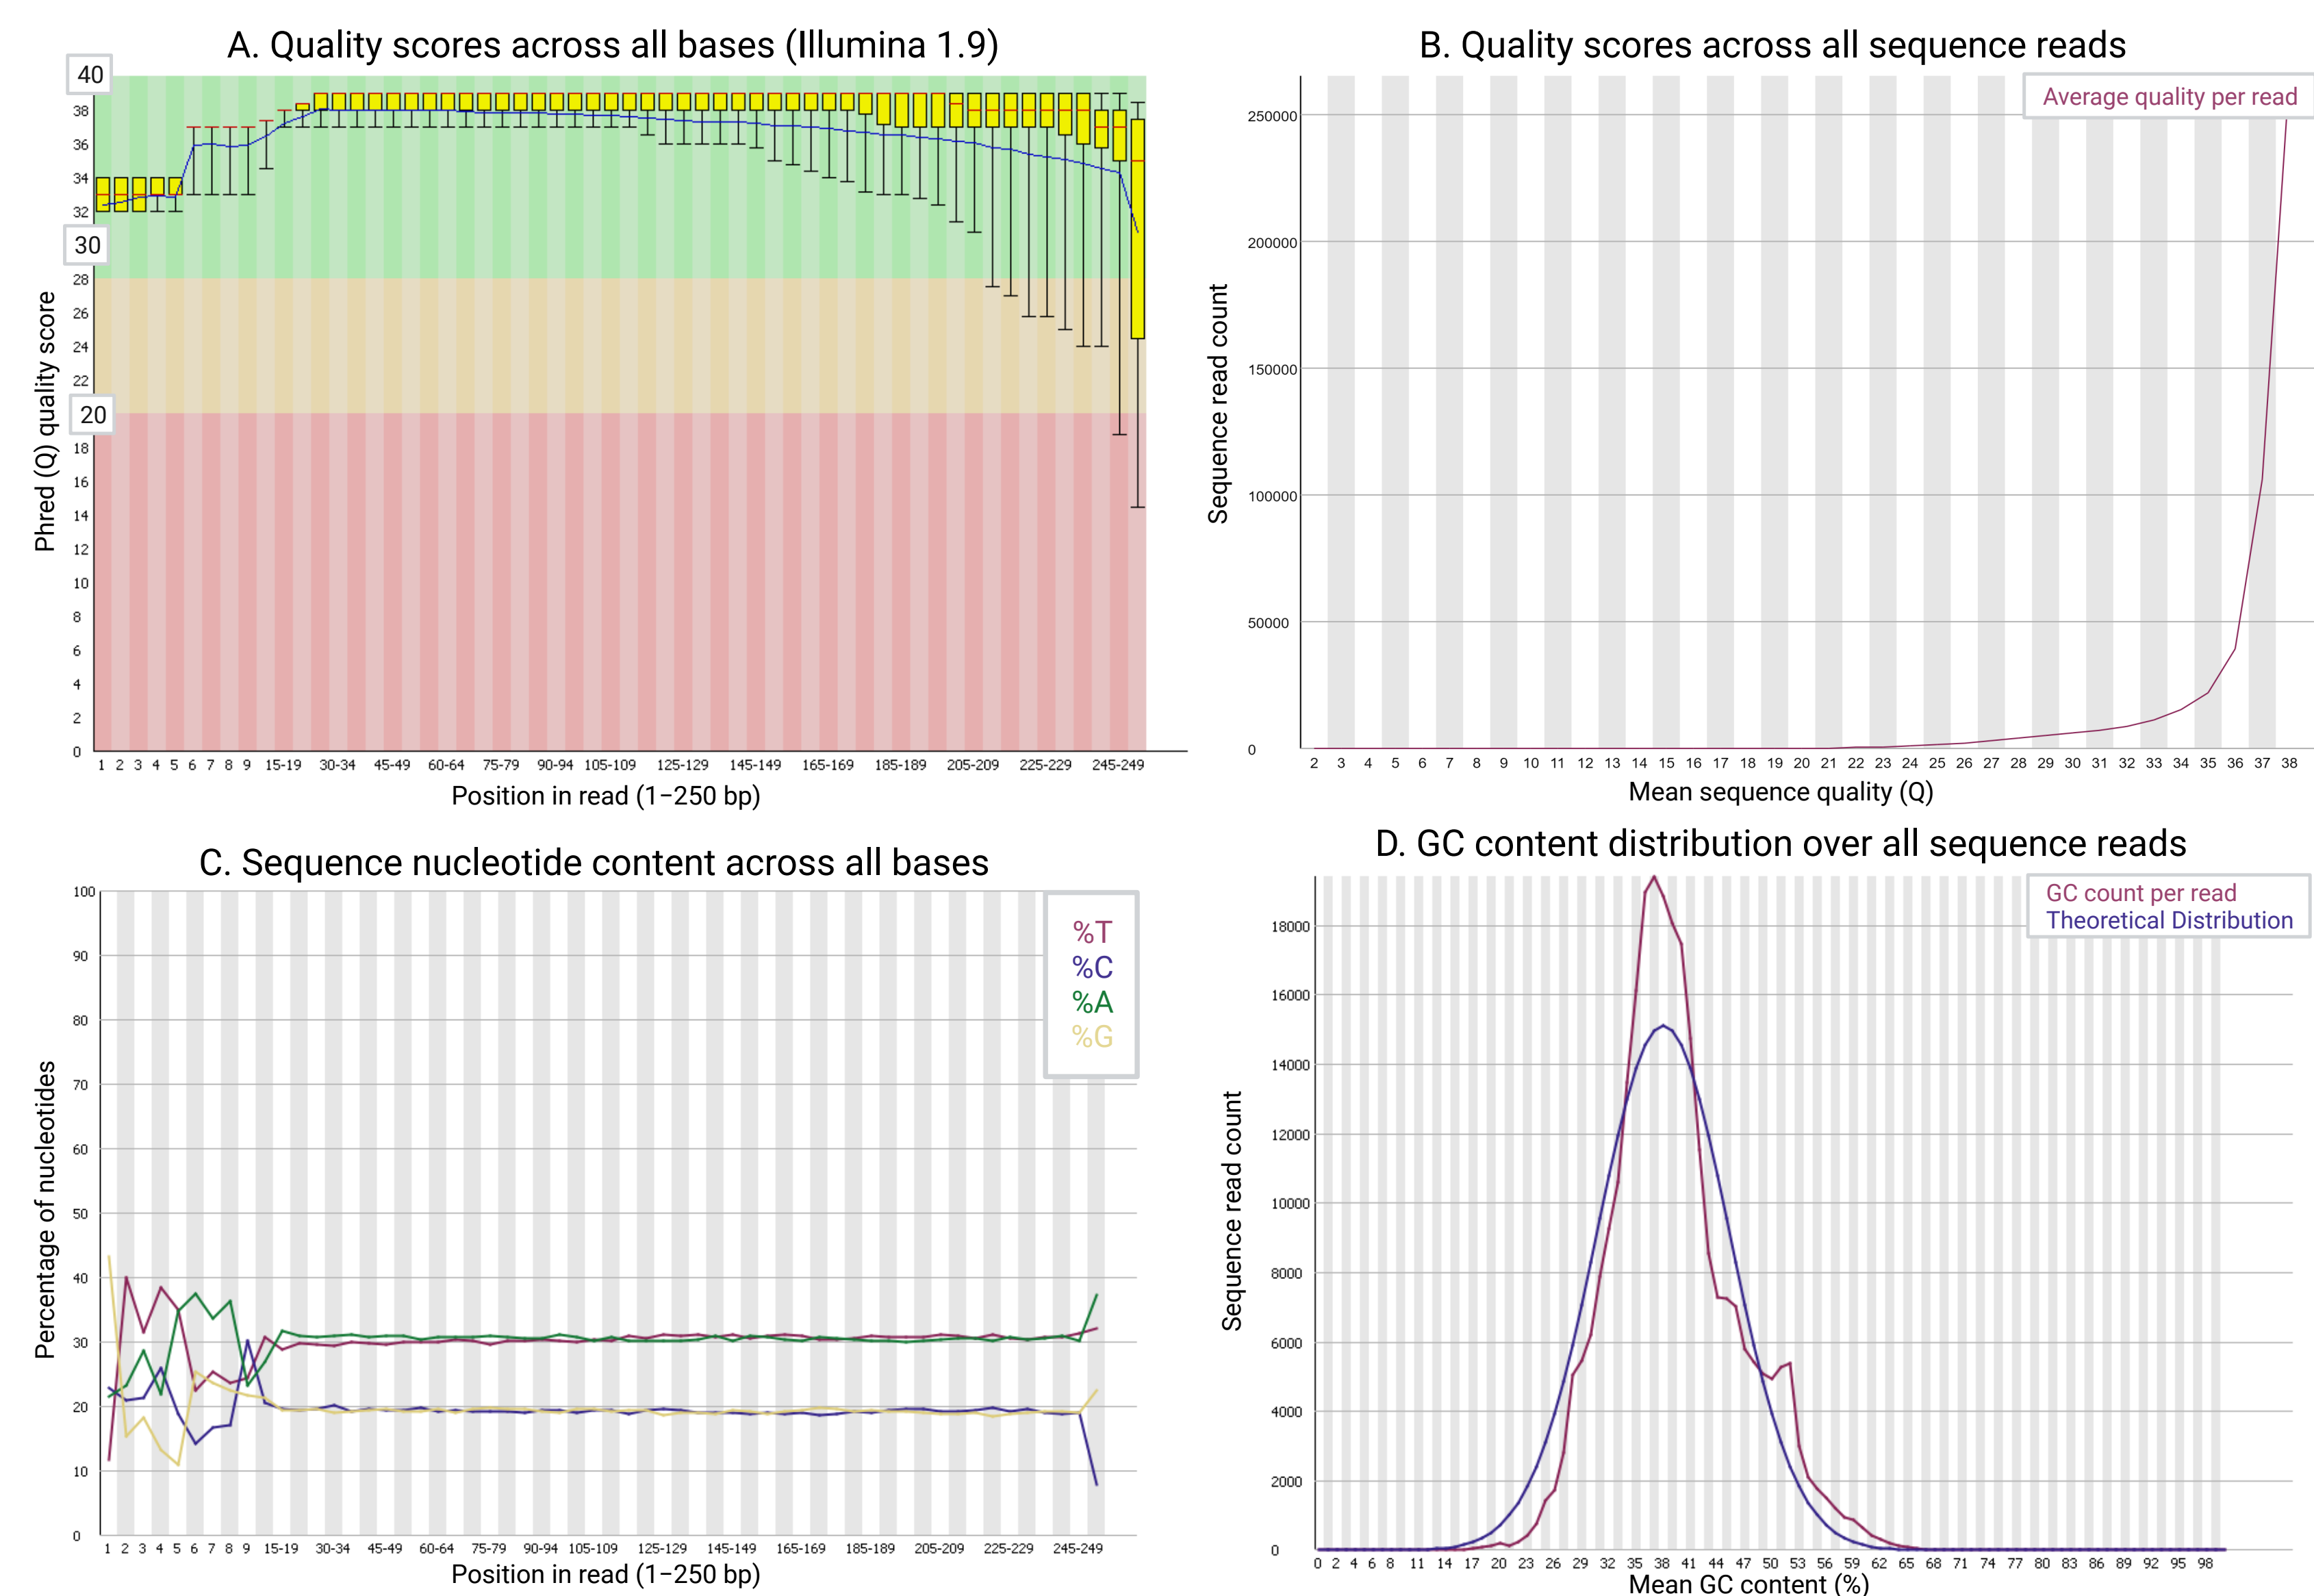 A. Quality scores across all bases (Illumina 1.9)
40
38
36
34
32
30
28
26
24
22
20
18
16
14
12
10
8
6
4
2
0
Phred (Q) quality score
1 2 3 4 5 6 7 8 9 15-19 30-34 45-49 60-64 75-79 90-94 105-109 125-129 145-149 165-169 185-189 205-209 225-229 245-249
Position in read (1–250 bp)
B. Quality scores across all sequence reads
Average quality per read
250000
200000
150000
100000
50000
0
Sequence read count
2 3 4 5 6 7 8 9 10 11 12 13 14 15 16 17 18 19 20 21 22 23 24 25 26 27 28 29 30 31 32 33 34 35 36 37 38
Mean sequence quality (Q)
C. Sequence nucleotide content across all bases
%T
%C
%A
%G
100
90
80
70
60
50
40
30
20
10
0
Percentage of nucleotides
1 2 3 4 5 6 7 8 9 15-19 30-34 45-49 60-64 75-79 90-94 105-109 125-129 145-149 165-169 185-189 205-209 225-229 245-249
Position in read (1–250 bp)
D. GC content distribution over all sequence reads
GC count per read
Theoretical Distribution
18000
16000
14000
12000
10000
8000
6000
4000
2000
0
Sequence read count
0 2 4 6 8 11 14 17 20 23 26 29 32 35 38 41 44 47 50 53 56 59 62 65 68 71 74 77 80 83 86 89 92 95 98
Mean GC content (%)